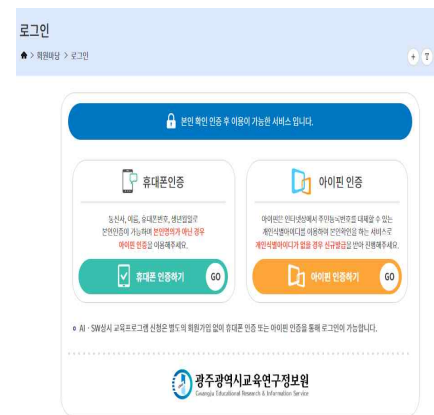 로그인
> 회원마당 > 로그인
+ T
본인 확인 인증 후 이용이 가능한 서비스 입니다.
휴대폰인증
통신사, 이름, 휴대폰번호, 생년월일로
본인인증이 가능하며 본인명의가 아닌 경우
아이핀 인증을 이용해주세요.
휴대폰 인증하기 GO
아이핀 인증
아이핀은 인터넷상에서 주민등록번호를 대체할 수 있는
개인식별아이디를 이용하여 본인확인을 하는 서비스로
개인식별아이디가 없을 경우 신규발급을 받아 진행해주세요.
아이핀 인증하기 GO
AI · SW상시 교육프로그램 신청은 별도의 회원가입 없이 휴대폰 인증 또는 아이핀 인증을 통해 로그인이 가능합니다.
광주광역시교육연구정보원
Gwangju Educational Research & Information Service